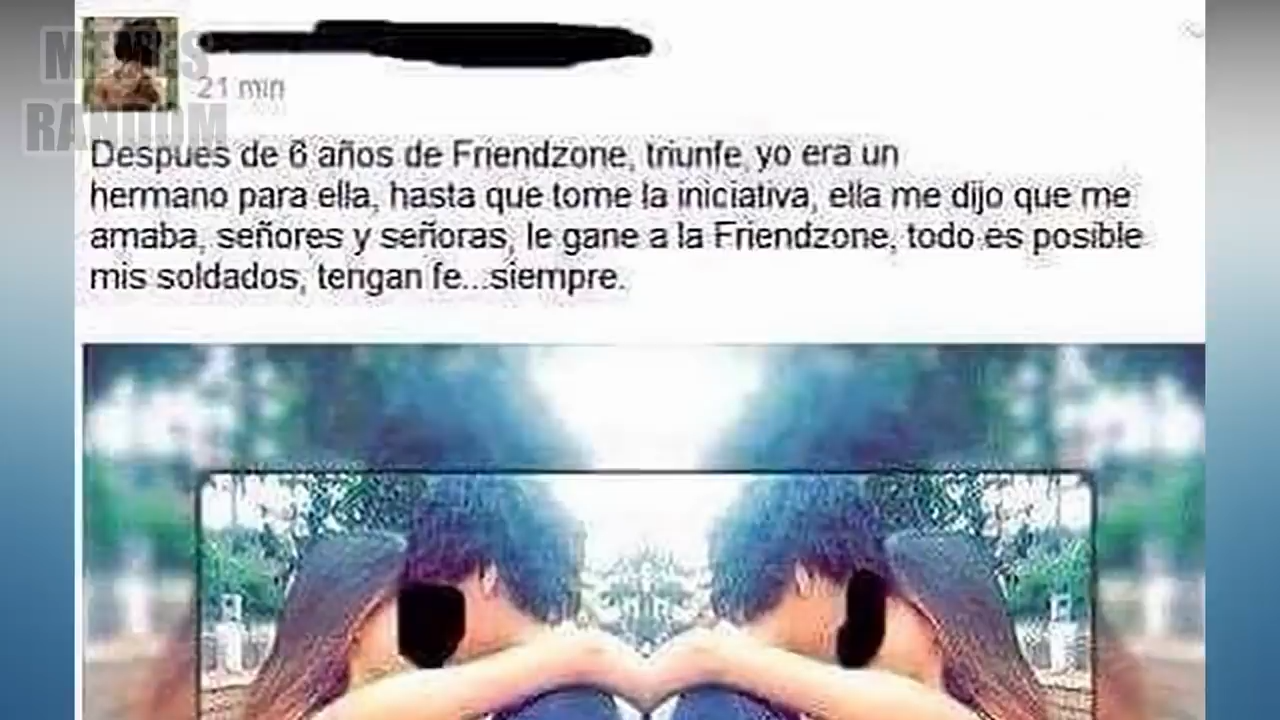 MEMES
RANDOM
21 min
Despues de 6 años de Friendzone, triunfe, yo era un
hermano para ella, hasta que tome la iniciativa, ella me dijo que me
amaba, señores y señoras, le gane a la Friendzone, todo es posible
mis soldados, tengan fe...siempre.